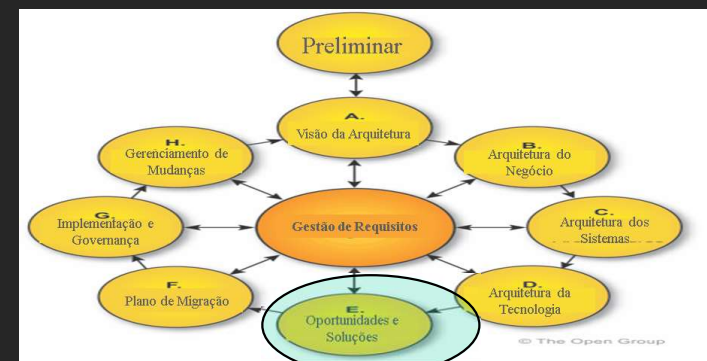 Preliminar
A.
Visão da Arquitetura
B.
Arquitetura do
Negócio
C.
Arquitetura dos
Sistemas
D.
Arquitetura da
Tecnologia
E.
Oportunidades e
Soluções
F.
Plano de Migração
G.
Implementação e
Governança
H.
Gerenciamento de
Mudanças
Gestão de Requisitos
© The Open Group